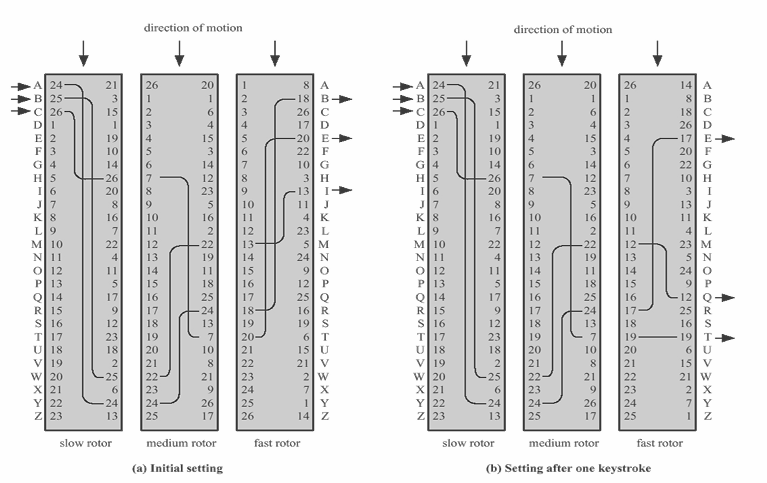 direction of motion
direction of motion
A 24 21 26 20 1 8 A
B 25 3 1 1 2 18 B
C 26 15 2 6 3 26 C
D 1 1 3 4 4 17 D
E 2 19 4 15 5 20 E
F 3 10 5 3 6 22 F
G 4 14 6 14 7 10 G
H 5 26 7 12 8 3 H
I 6 20 8 23 9 13 I
J 7 8 9 5 10 11 J
K 8 16 10 16 11 4 K
L 9 7 11 2 12 23 L
M 10 22 12 22 13 5 M
N 11 4 13 19 14 24 N
O 12 11 14 11 15 9 O
P 13 5 15 18 16 12 P
Q 14 17 16 25 17 25 Q
R 15 9 17 24 18 16 R
S 16 12 18 13 19 19 S
T 17 23 19 7 20 6 T
U 18 18 20 10 21 15 U
V 19 2 21 8 22 21 V
W 20 25 22 21 23 2 W
X 21 6 23 9 24 7 X
Y 22 24 24 26 25 1 Y
Z 23 13 25 17 26 14 Z
slow rotor medium rotor fast rotor
(a) Initial setting
A 24 21 26 20 26 14 A
B 25 3 1 1 1 8 B
C 26 15 2 6 2 18 C
D 1 1 3 4 3 26 D
E 2 19 4 15 4 17 E
F 3 10 5 3 5 20 F
G 4 14 6 14 6 22 G
H 5 26 7 12 7 10 H
I 6 20 8 23 8 3 I
J 7 8 9 5 9 13 J
K 8 16 10 16 10 11 K
L 9 7 11 2 11 4 L
M 10 22 12 22 12 23 M
N 11 4 13 19 13 5 N
O 12 11 14 11 14 24 O
P 13 5 15 18 15 9 P
Q 14 17 16 25 16 12 Q
R 15 9 17 24 17 25 R
S 16 12 18 13 18 16 S
T 17 23 19 7 19 19 T
U 18 18 20 10 20 6 U
V 19 2 21 8 21 15 V
W 20 25 22 21 22 21 W
X 21 6 23 9 23 2 X
Y 22 24 24 26 24 7 Y
Z 23 13 25 17 25 1 Z
slow rotor medium rotor fast rotor
(b) Setting after one keystroke